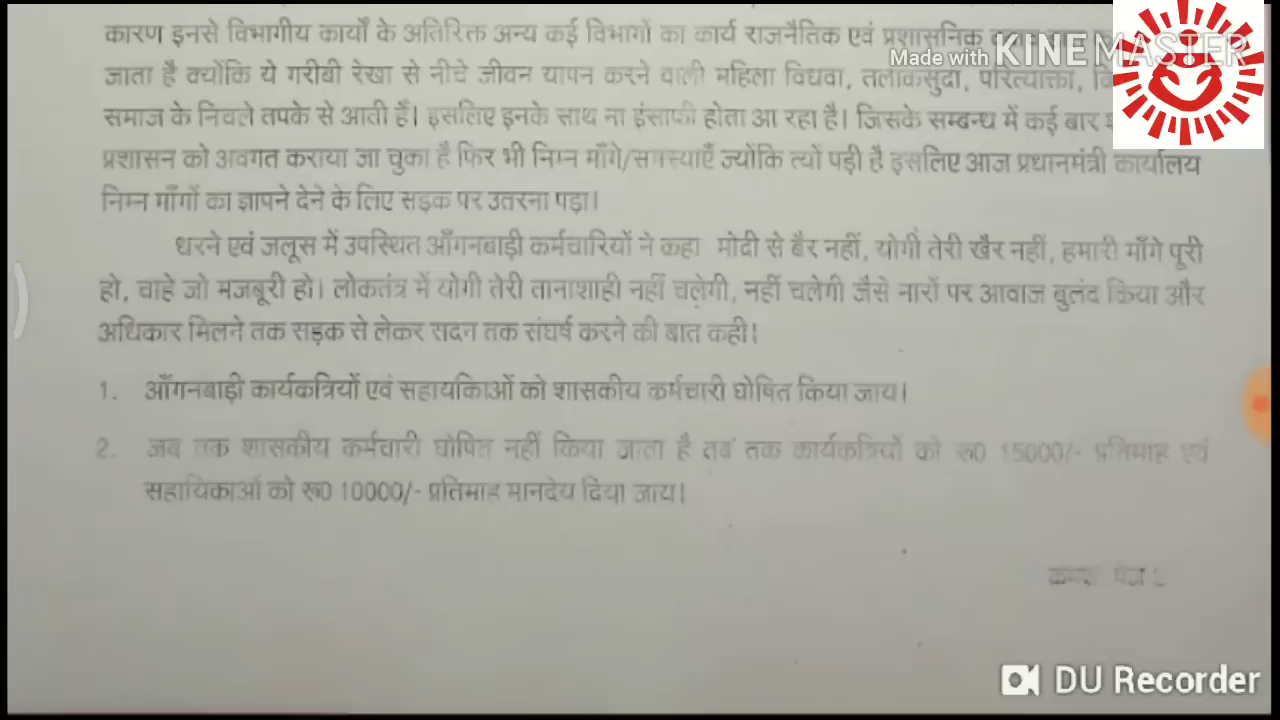 कारण इनसे विभागीय कार्यों के अतिरिक्त अन्य कई विभागों का कार्य राजनैतिक एवं प्रशासनिक
Made with KINEMASTER
जाता है क्योंकि ये गरीबी रेखा से नीचे जीवन यापन करने वाली महिला विधवा, तलाकसुदा, परित्याक्ता,
समाज के निचले तपके से आती हैं। इसलिए इनके साथ ना इंसाफी होता आ रहा है। जिसके सम्बन्ध में कई बार
प्रशासन को अवगत कराया जा चुका है फिर भी निम्न माँगे/समस्याएँ ज्योंकि त्यों पड़ी है इसलिए आज प्रधानमंत्री कार्यालय
निम्न माँगों का ज्ञापने देने के लिए सड़क पर उतरना पड़ा।
धरने एवं जलूस में उपस्थित आँगनबाड़ी कर्मचारियों ने कहा मोदी से बैर नहीं, योगी तेरी खैर नहीं, हमारी माँगे पूरी
हो, चाहे जो मजबूरी हो। लोकतंत्र में योगी तेरी तानाशाही नहीं चलेगी, नहीं चलेगी जैसे नारों पर आवाज बुलंद किया और
अधिकार मिलने तक सड़क से लेकर सदन तक संघर्ष करने की बात कही।
1. आँगनबाड़ी कार्यकत्रियों एवं सहायकिाओं को शासकीय कर्मचारी घोषित किया जाय।
2. जब तक शासकीय कर्मचारी घोषित नहीं किया जाता है तब तक कार्यकत्रियों को रू0 15000/- प्रतिमाह एवं
सहायिकाओं को रू0 10000/- प्रतिमाह मानदेय दिया जाय।
DU Recorder